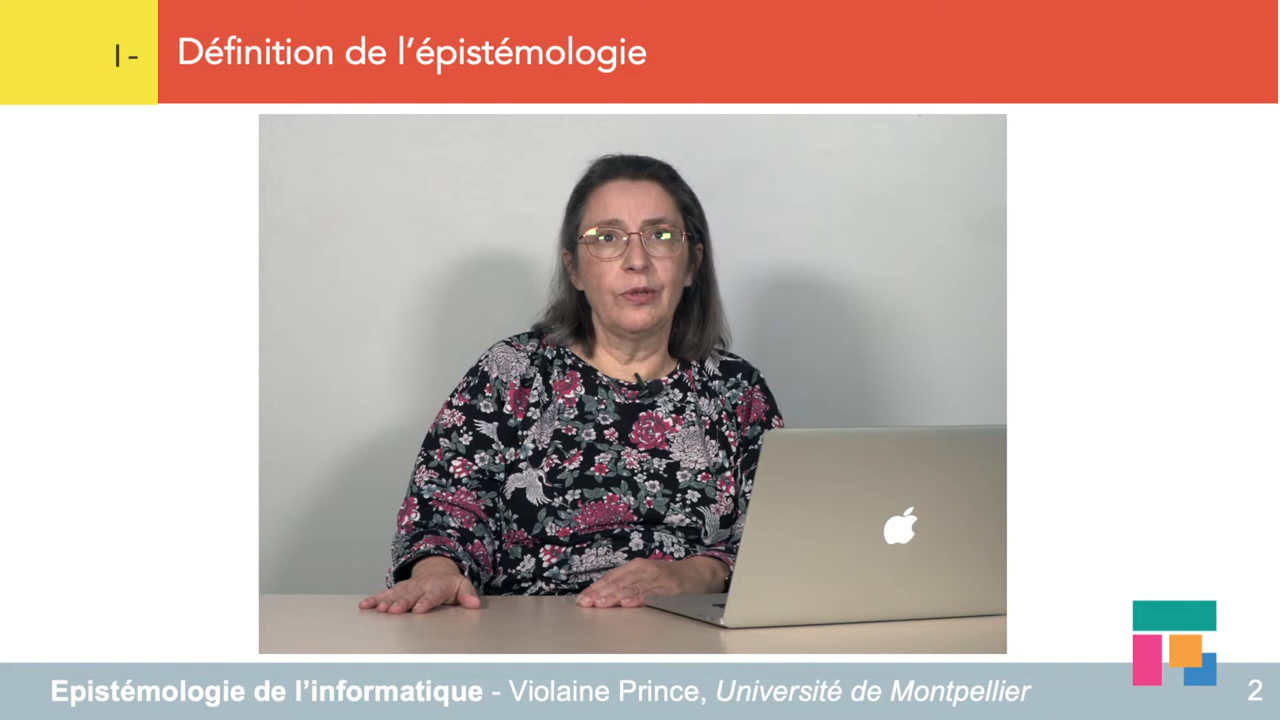 I-
Définition de l'épistémologie
Epistémologie de l'informatique - Violaine Prince, Université de Montpellier
2